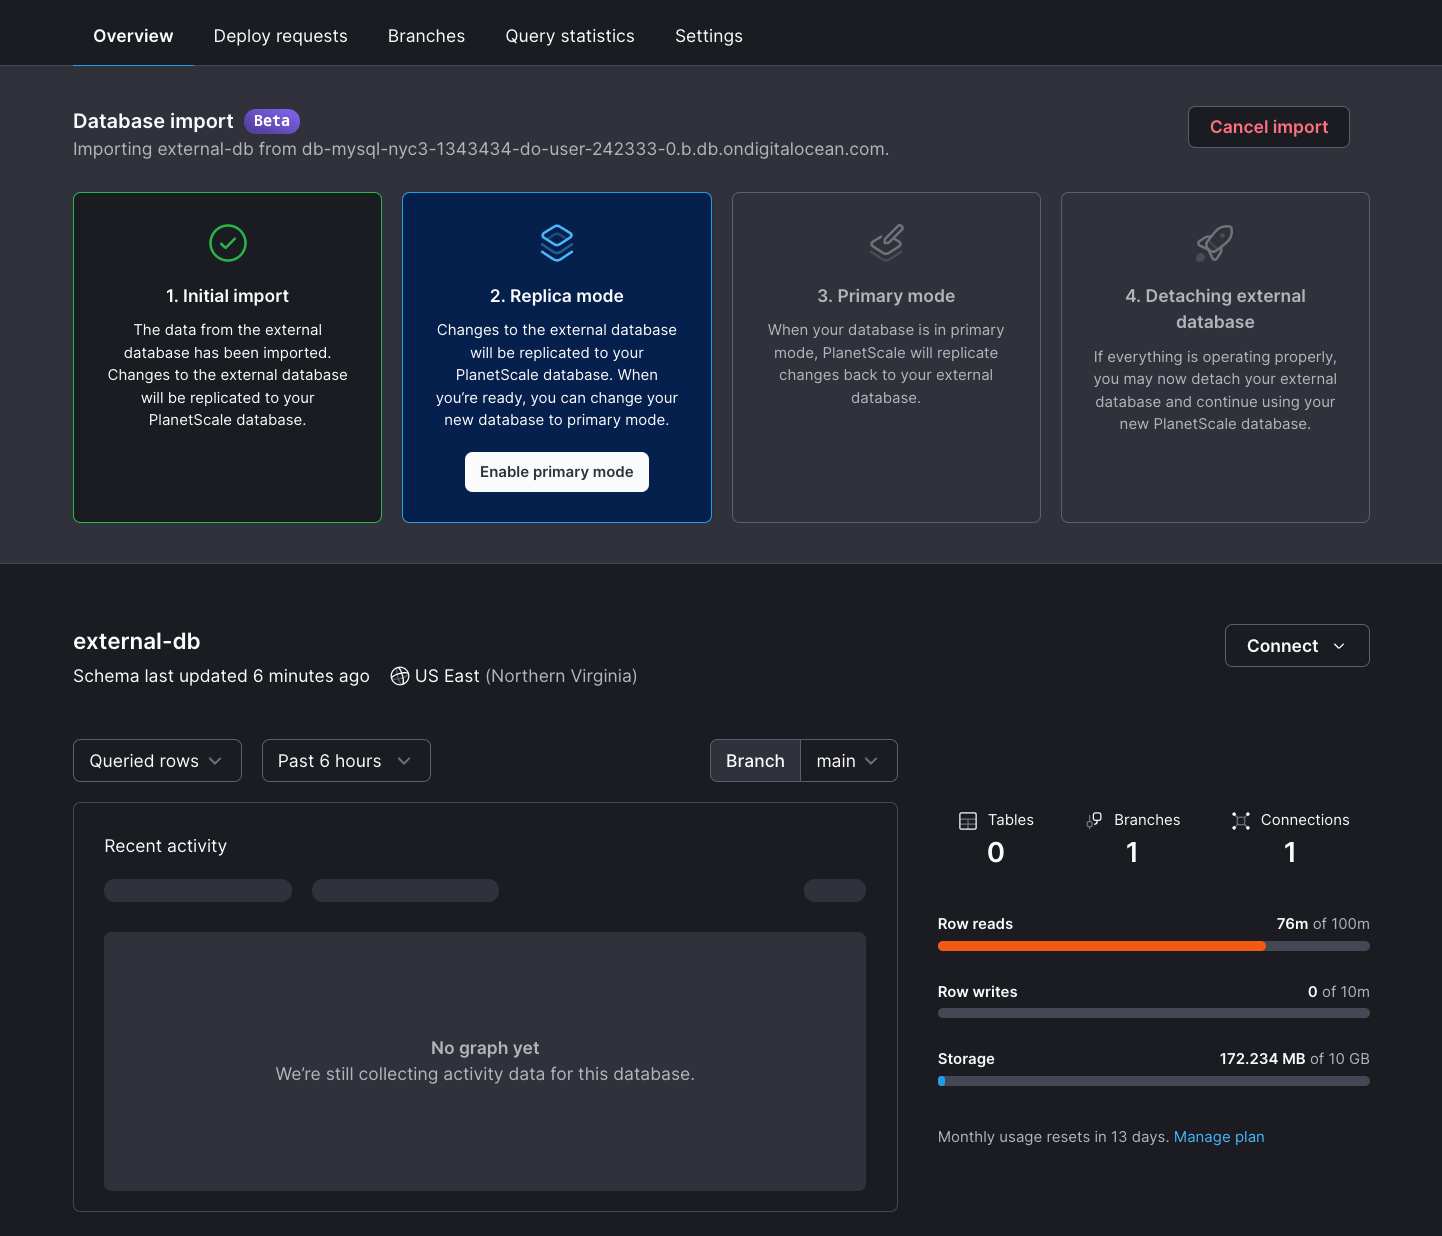 Overview Deploy requests Branches Query statistics Settings
Database import Beta
Cancel import
Importing external-db from db-mysql-nyc3-1343434-do-user-242333-0.b.db.ondigitalocean.com.
1. Initial import
The data from the external
database has been imported.
Changes to the external database
will be replicated to your
PlanetScale database.
2. Replica mode
Changes to the external database
will be replicated to your
PlanetScale database. When
you’re ready, you can change your
new database to primary mode.
Enable primary mode
3. Primary mode
When your database is in primary
mode, PlanetScale will replicate
changes back to your external
database.
4. Detaching external
database
If everything is operating properly,
you may now detach your external
database and continue using your
new PlanetScale database.
external-db
Connect
Schema last updated 6 minutes ago US East (Northern Virginia)
Queried rows Past 6 hours Branch main
Recent activity
No graph yet
We’re still collecting activity data for this database.
Tables Branches Connections
0 1 1
Row reads 76m of 100m
Row writes 0 of 10m
Storage 172.234 MB of 10 GB
Monthly usage resets in 13 days. Manage plan